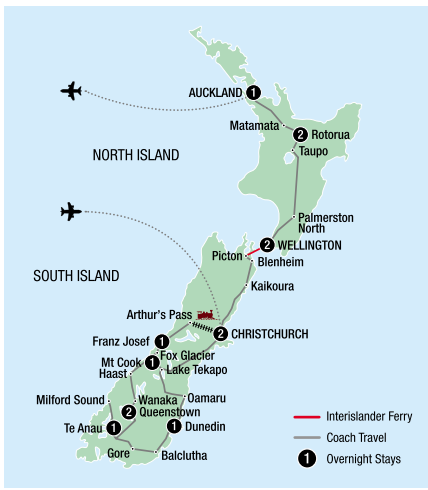 AUCKLAND 1
Matamata
2 Rotorua
Taupo
NORTH ISLAND
Palmerston
North
2 WELLINGTON
Picton
Blenheim
SOUTH ISLAND
Kaikoura
Arthur's Pass
2 CHRISTCHURCH
Franz Josef 1
Fox Glacier
Mt Cook 1
Lake Tekapo
Haast
Milford Sound
Wanaka
Oamaru
2 Queenstown
Te Anau 1
1 Dunedin
Gore
Balclutha
Interislander Ferry
Coach Travel
1 Overnight Stays